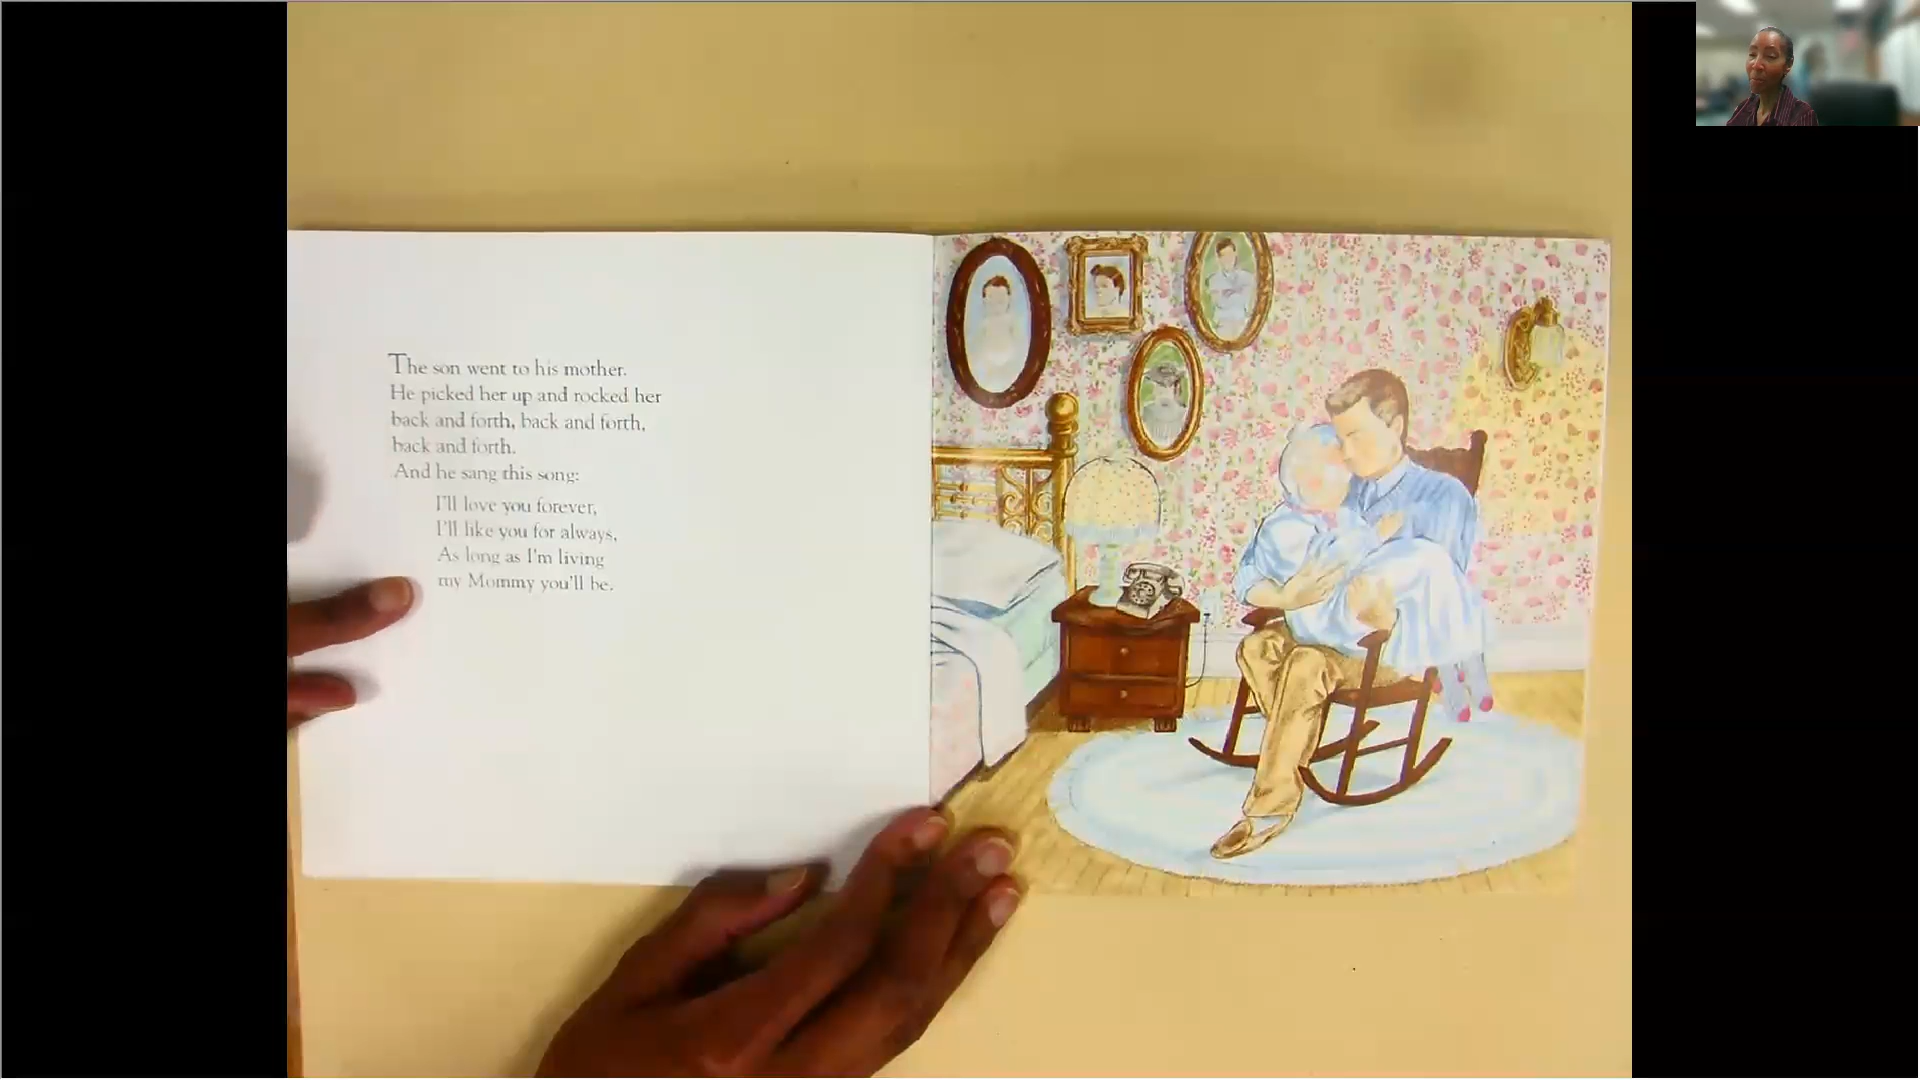 The son went to his mother.
He picked her up and rocked her
back and forth, back and forth,
back and forth.
And he sang this song:
I'll love you forever,
I'll like you for always,
As long as I'm living
my Mommy you'll be.